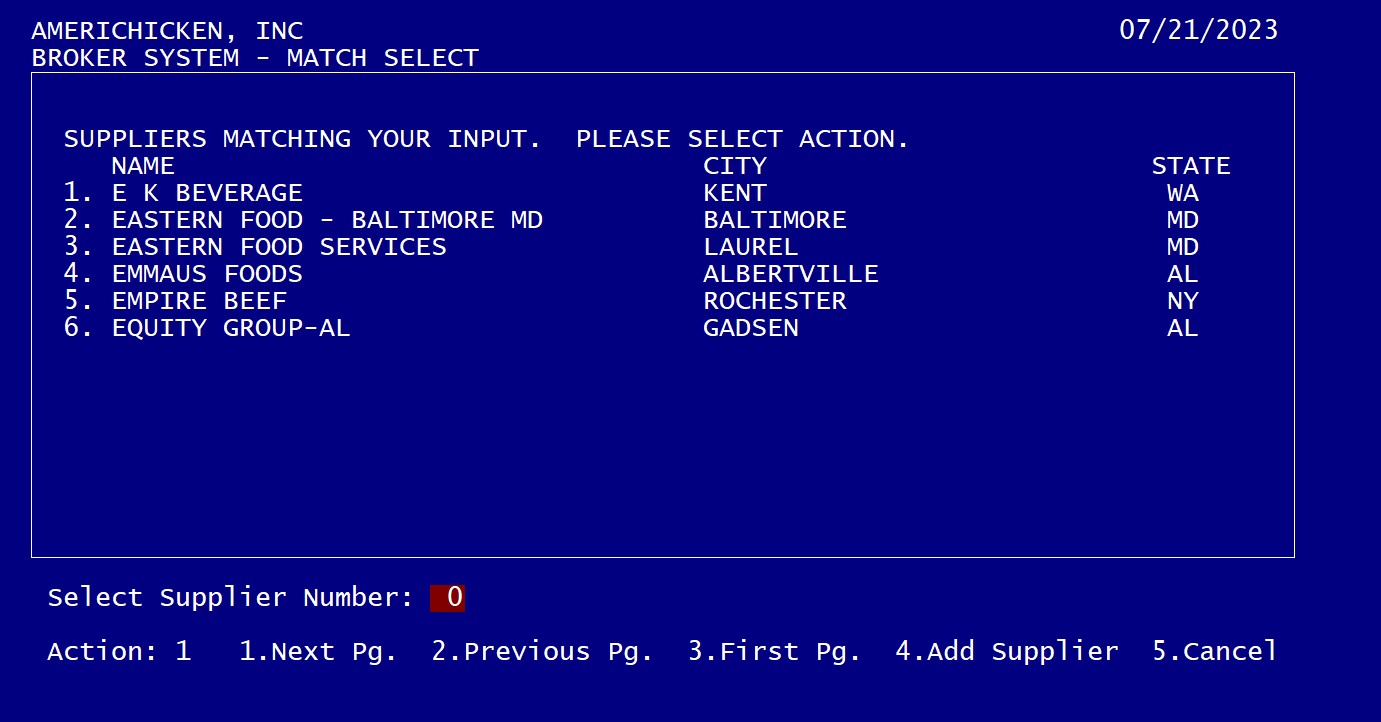 AMERICHICKEN, INC 07/21/2023
BROKER SYSTEM - MATCH SELECT
SUPPLIERS MATCHING YOUR INPUT.  PLEASE SELECT ACTION.
NAME CITY STATE
1. E K BEVERAGE KENT WA
2. EASTERN FOOD - BALTIMORE MD BALTIMORE MD
3. EASTERN FOOD SERVICES LAUREL MD
4. EMMAUS FOODS ALBERTVILLE AL
5. EMPIRE BEEF ROCHESTER NY
6. EQUITY GROUP-AL GADSEN AL
Select Supplier Number: 0
Action: 1 1.Next Pg. 2.Previous Pg. 3.First Pg. 4.Add Supplier 5.Cancel